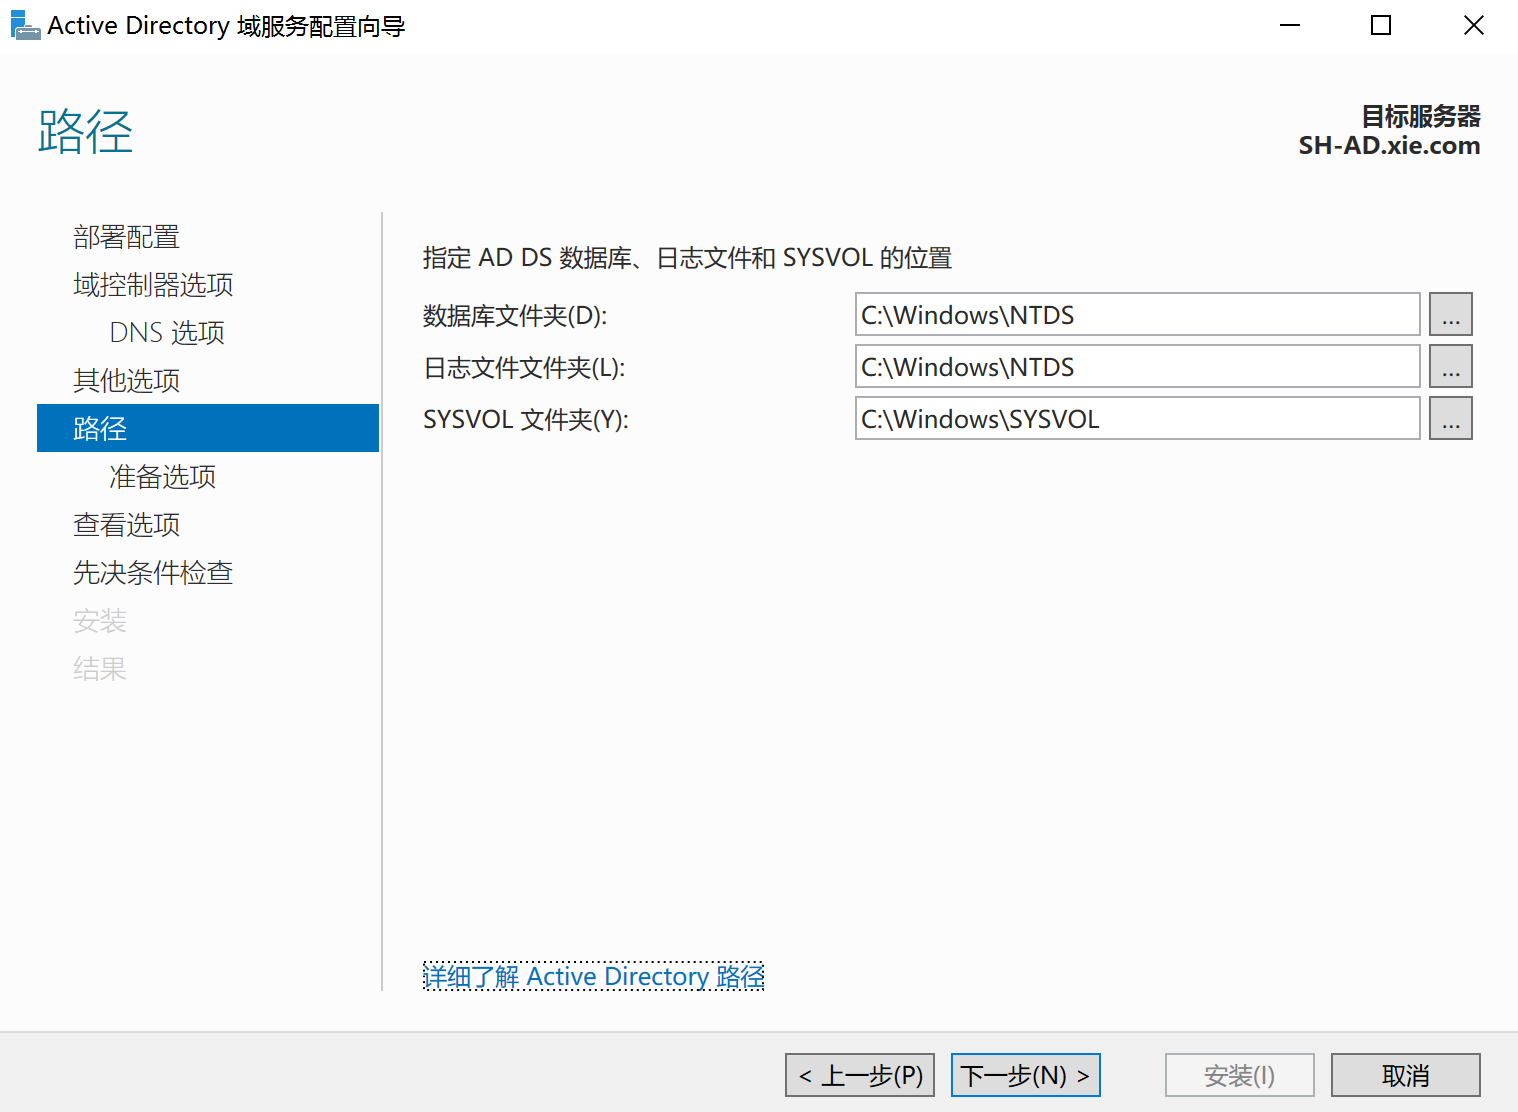 Active Directory 域服务配置向导
路径
目标服务器
SH-AD.xie.com
部署配置
域控制器选项
DNS 选项
其他选项
路径
准备选项
查看选项
先决条件检查
安装
结果
指定 AD DS 数据库、日志文件和 SYSVOL 的位置
数据库文件夹(D):
C:\Windows\NTDS
...
日志文件文件夹(L):
C:\Windows\NTDS
...
SYSVOL 文件夹(Y):
C:\Windows\SYSVOL
...
详细了解 Active Directory 路径
< 上一步(P)
下一步(N) >
安装(I)
取消